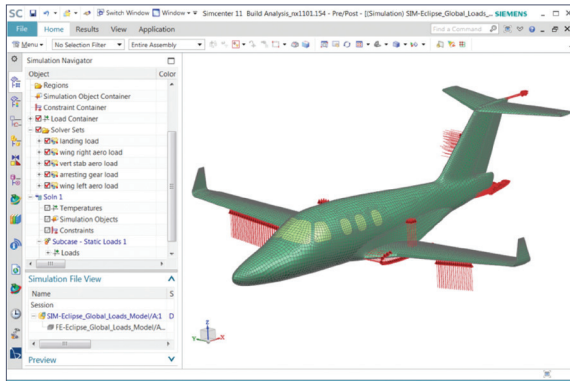 SC Switch Window Window Simcenter 11 Build Analysis_nx1101.154 - Pre/Post - [(Simulation) SIM-Eclipse_Global_Loads_... SIEMENS
File Home Results View Application Find a Command
Menu No Selection Filter Entire Assembly
Simulation Navigator
Object Color
Regions
Simulation Object Container
Constraint Container
Load Container
Solver Sets
landing load
wing right aero load
vert stab aero load
arresting gear load
wing left aero load
Soln 1
Temperatures
Simulation Objects
Constraints
Subcase - Static Loads 1
Loads
Simulation File View
Name S
Session
SIM-Eclipse_Global_Loads_Model/A:1 D
FE-Eclipse_Global_Loads_Model/A...
Preview
Z
Y X